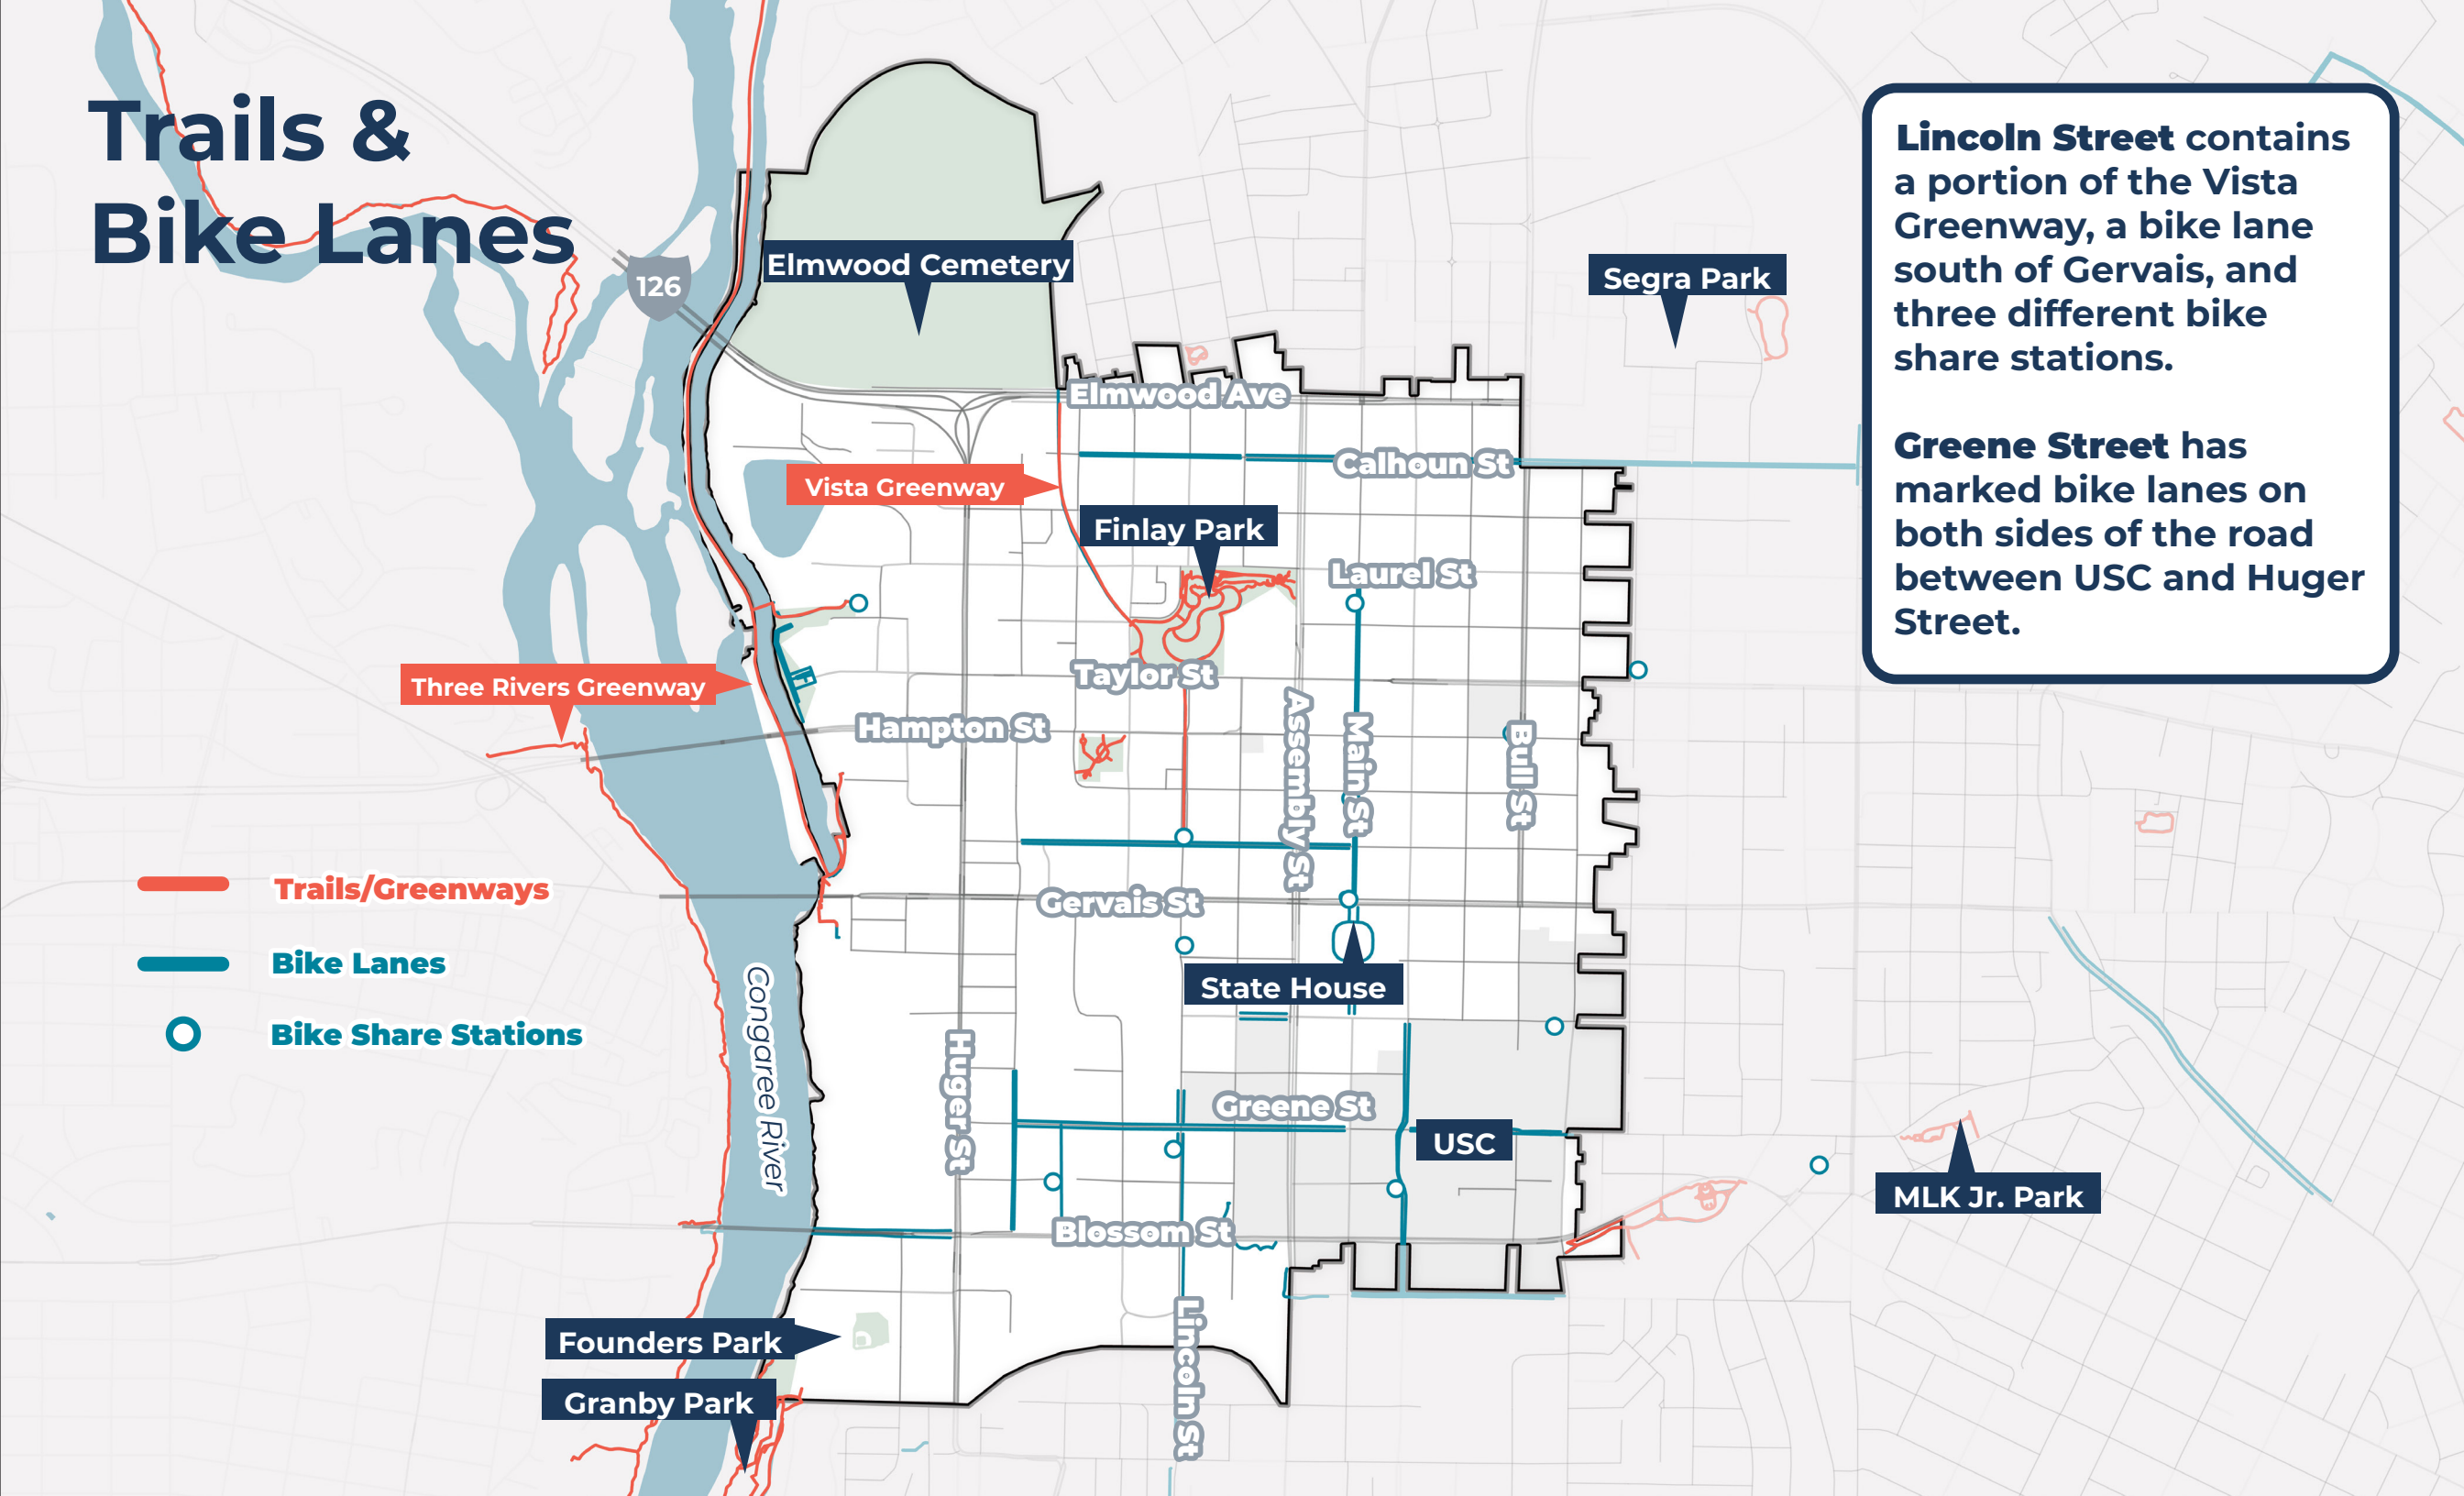 Trails &
Bike Lanes
126
Elmwood Cemetery
Segra Park
Lincoln Street contains
a portion of the Vista
Greenway, a bike lane
south of Gervais, and
three different bike
share stations.
Greene Street has
marked bike lanes on
both sides of the road
between USC and Huger
Street.
Elmwood Ave
Calhoun St
Vista Greenway
Finlay Park
Laurel St
Three Rivers Greenway
Taylor St
Hampton St
Assembly St
Main St
Bull St
Trails/Greenways
Bike Lanes
Bike Share Stations
Gervais St
State House
Congaree River
Huger St
Greene St
USC
MLK Jr. Park
Blossom St
Founders Park
Granby Park
Lincoln St